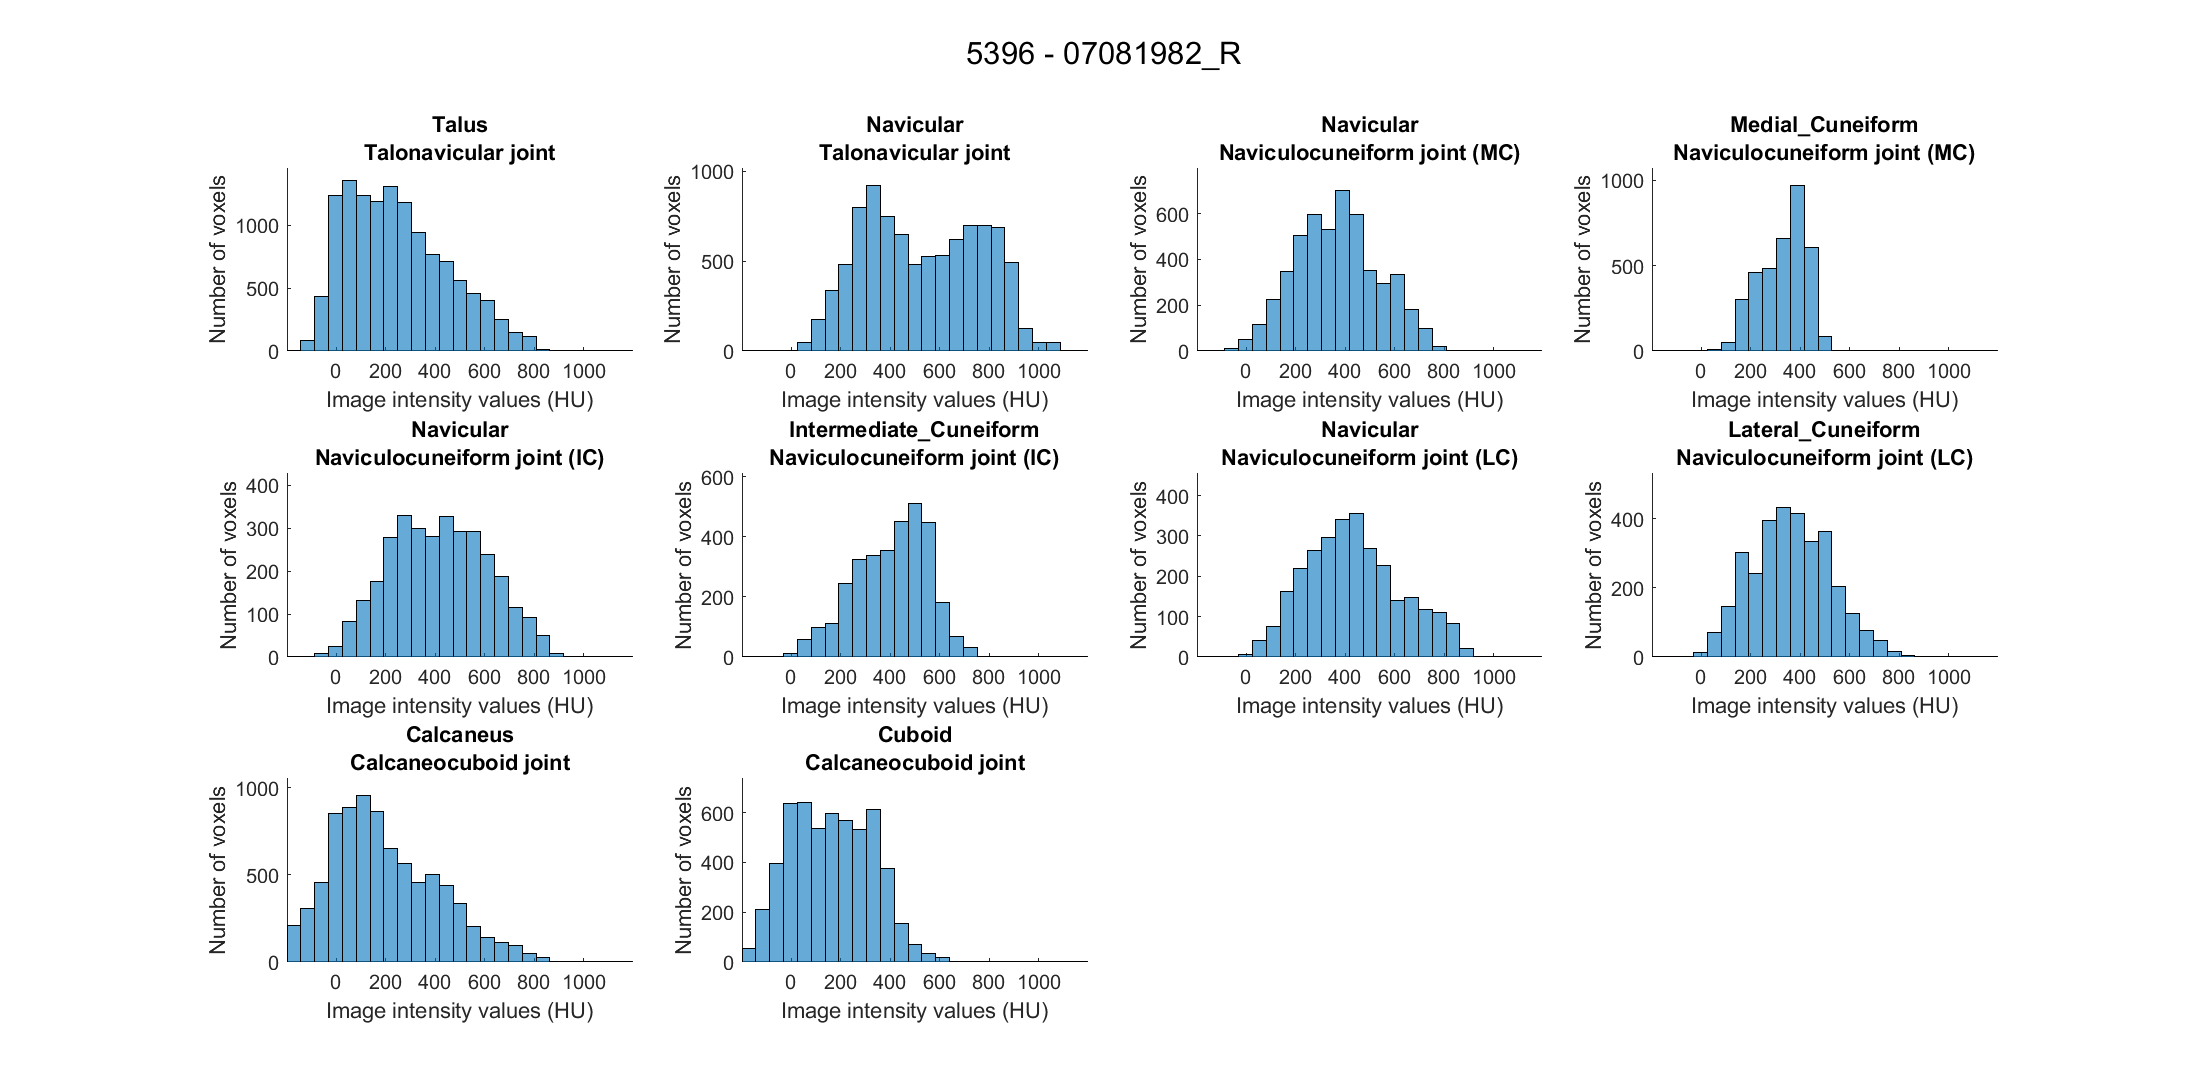 5396 - 07081982_R
Talus
Talonavicular joint
Number of voxels
1000
500
0
0 200 400 600 800 1000
Image intensity values (HU)
Navicular
Talonavicular joint
Number of voxels
1000
500
0
0 200 400 600 800 1000
Image intensity values (HU)
Navicular
Naviculocuneiform joint (MC)
Number of voxels
600
400
200
0
0 200 400 600 800 1000
Image intensity values (HU)
Medial_Cuneiform
Naviculocuneiform joint (MC)
Number of voxels
1000
500
0
0 200 400 600 800 1000
Image intensity values (HU)
Navicular
Naviculocuneiform joint (IC)
Number of voxels
400
300
200
100
0
0 200 400 600 800 1000
Image intensity values (HU)
Intermediate_Cuneiform
Naviculocuneiform joint (IC)
Number of voxels
600
400
200
0
0 200 400 600 800 1000
Image intensity values (HU)
Navicular
Naviculocuneiform joint (LC)
Number of voxels
400
300
200
100
0
0 200 400 600 800 1000
Image intensity values (HU)
Lateral_Cuneiform
Naviculocuneiform joint (LC)
Number of voxels
400
200
0
0 200 400 600 800 1000
Image intensity values (HU)
Calcaneus
Calcaneocuboid joint
Number of voxels
1000
500
0
0 200 400 600 800 1000
Image intensity values (HU)
Cuboid
Calcaneocuboid joint
Number of voxels
600
400
200
0
0 200 400 600 800 1000
Image intensity values (HU)